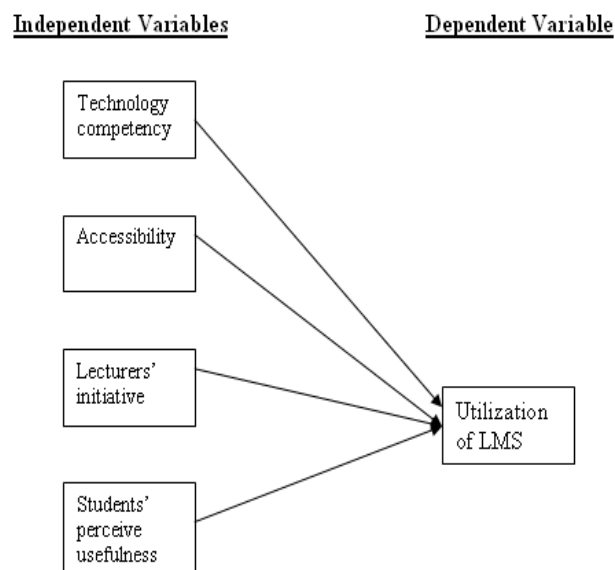 Independent Variables
Dependent Variable
Technology
competency
Accessibility
Lecturers'
initiative
Utilization
of LMS
Students'
perceive
usefulness